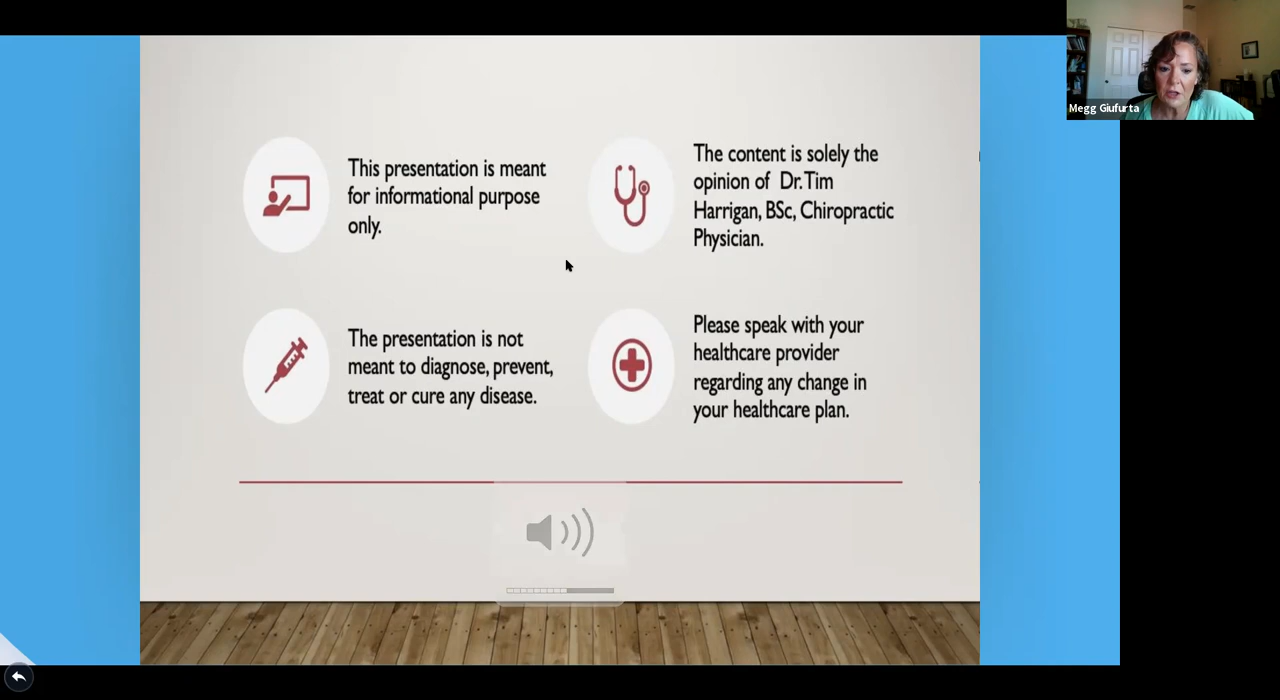 This presentation is meant
for informational purpose
only.
The content is solely the
opinion of Dr. Tim
Harrigan, BSc, Chiropractic
Physician.
The presentation is not
meant to diagnose, prevent,
treat or cure any disease.
Please speak with your
healthcare provider
regarding any change in
your healthcare plan.
Megg Giufurta